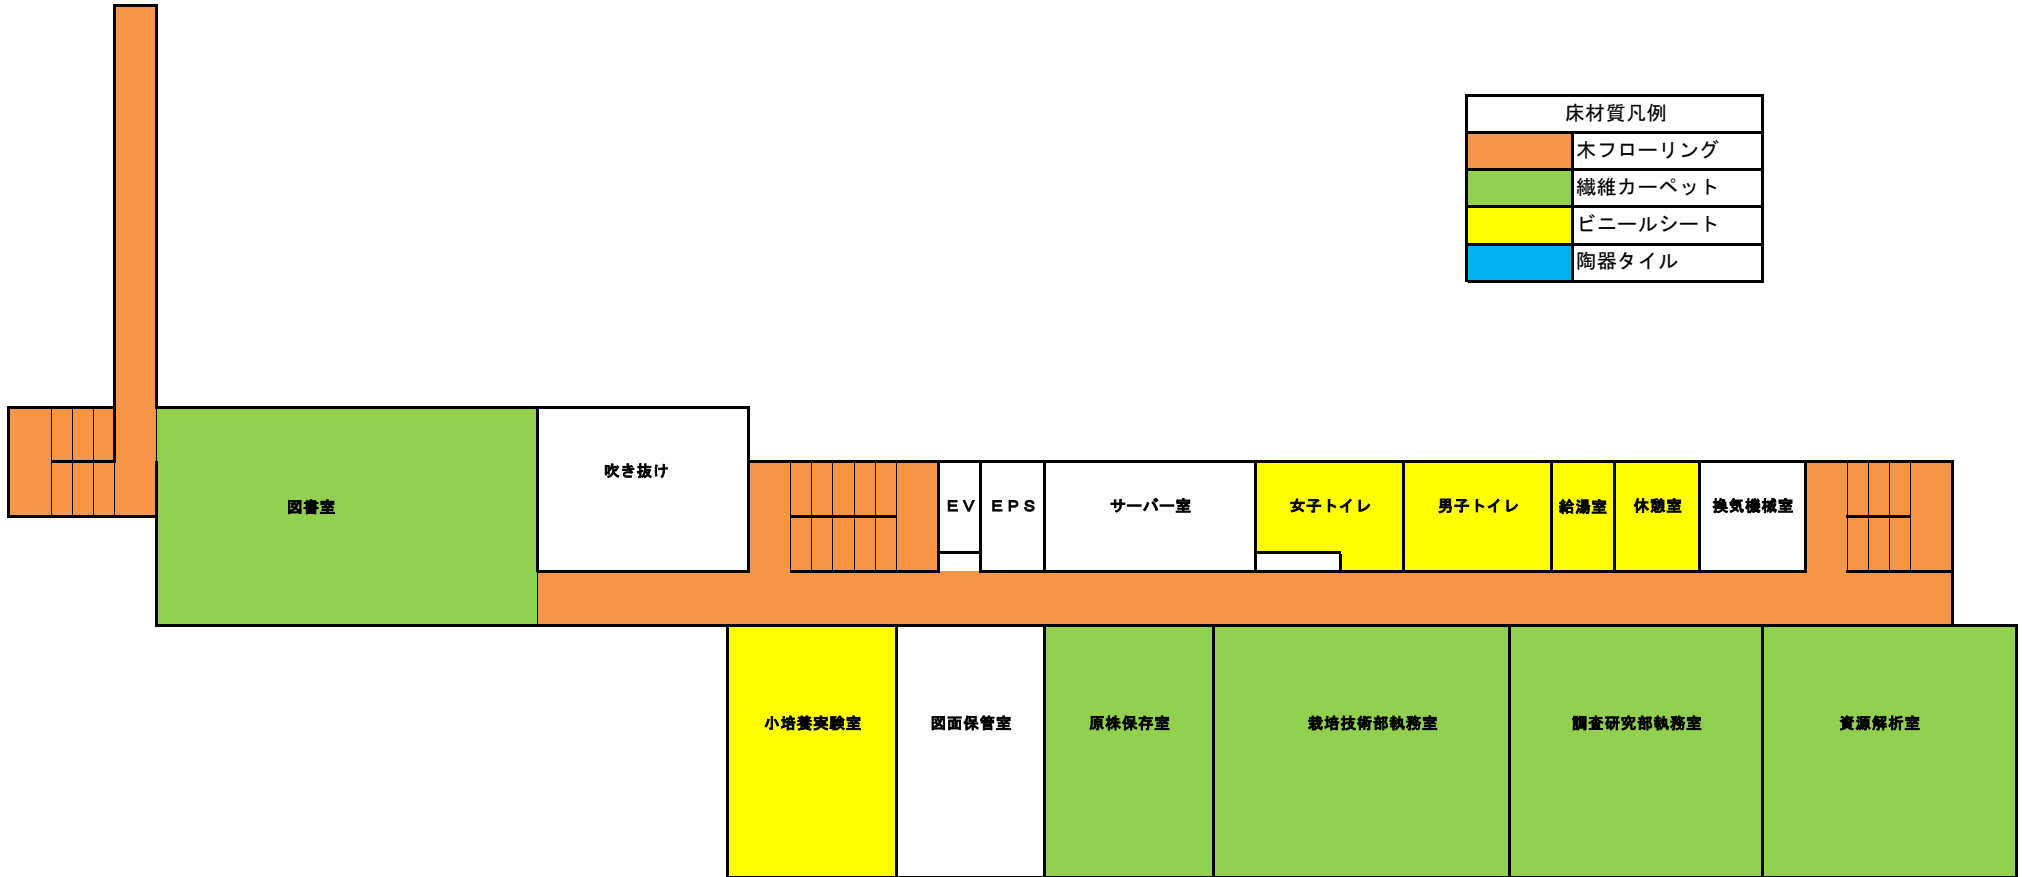 床材質凡例
木フローリング
繊維カーペット
ビニールシート
陶器タイル
吹き抜け
図書室
ＥＶ
ＥＰＳ
サーバー室
女子トイレ
男子トイレ
給湯室
休憩室
換気機械室
小培養実験室
図面保管室
原株保存室
栽培技術部執務室
調査研究部執務室
資源解析室